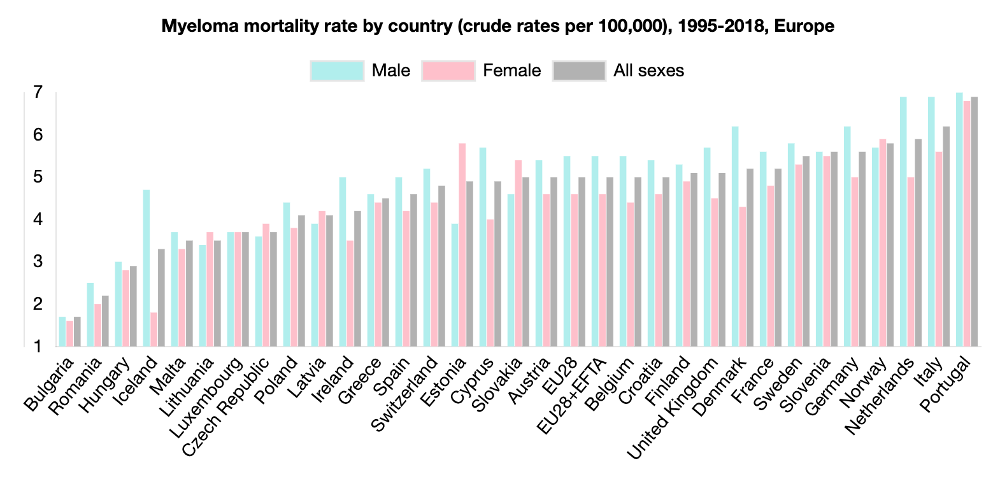 Myeloma mortality rate by country (crude rates per 100,000), 1995-2018, Europe
Male Female All sexes
7
6
5
4
3
2
1
Bulgaria
Romania
Hungary
Iceland
Malta
Lithuania
Luxembourg
Czech Republic
Poland
Latvia
Ireland
Greece
Spain
Switzerland
Estonia
Cyprus
Slovakia
Austria
EU28
EU28+EFTA
Belgium
Croatia
Finland
United Kingdom
Denmark
France
Sweden
Slovenia
Germany
Norway
Netherlands
Italy
Portugal